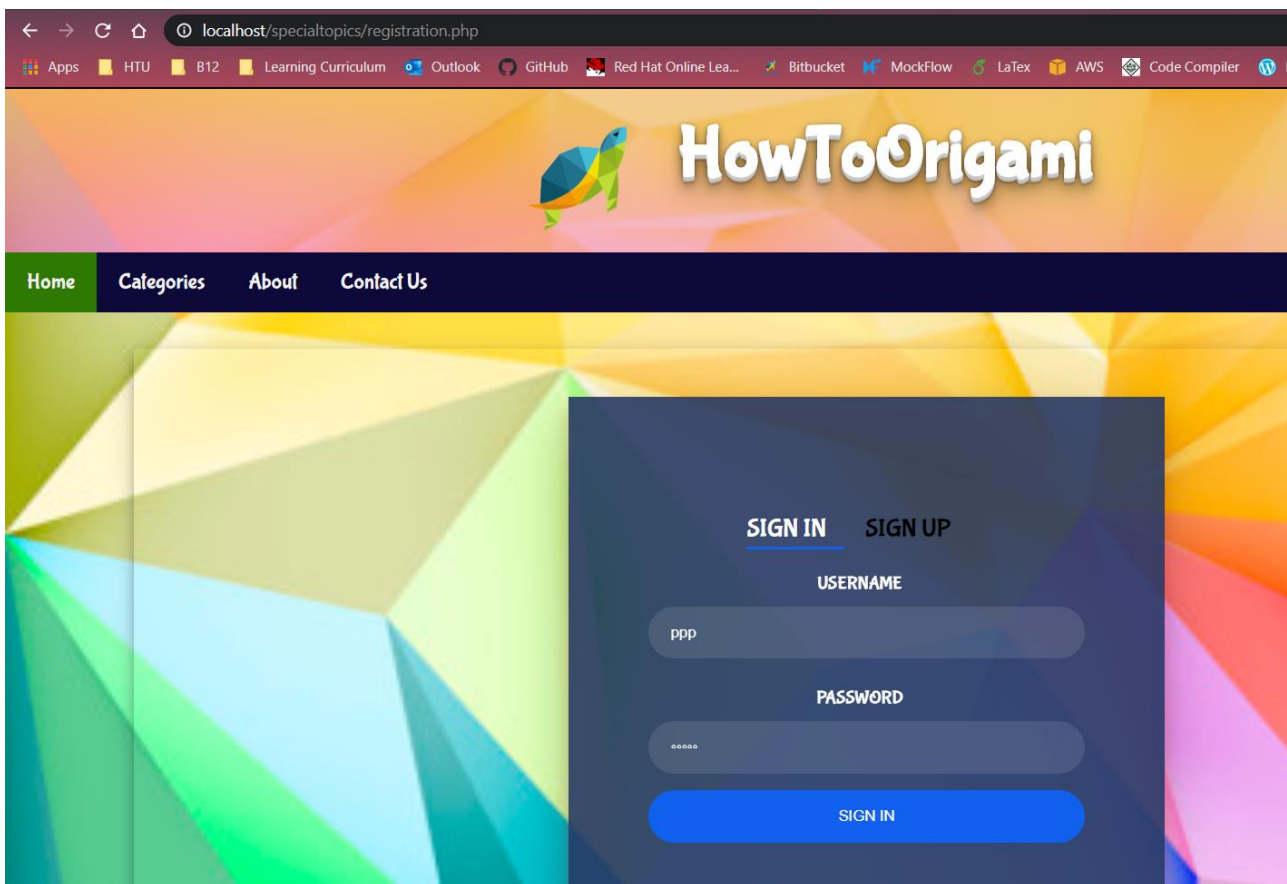 localhost/specialtopics/registration.php
Apps HTU B12 Learning Curriculum Outlook GitHub Red Hat Online Lea... Bitbucket MockFlow LaTex AWS Code Compiler
HowToOrigami
Home Categories About Contact Us
SIGN IN SIGN UP
USERNAME
ppp
PASSWORD
SIGN IN